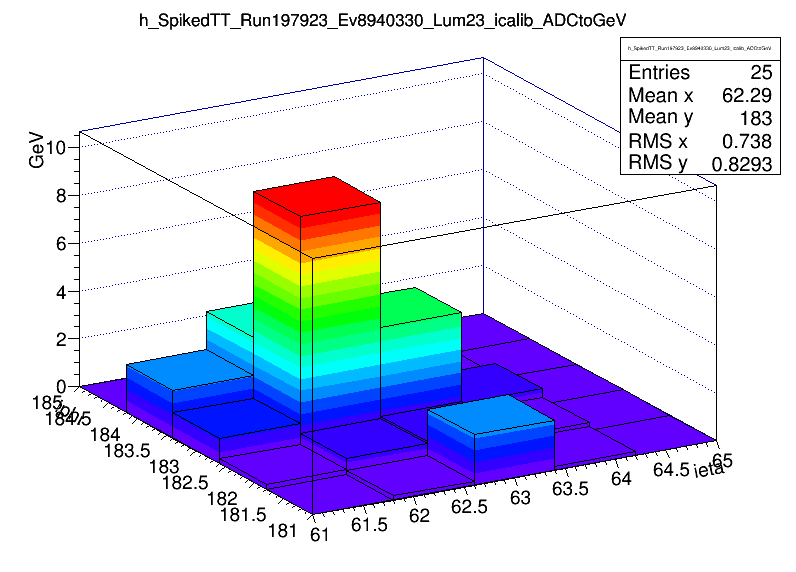 h_SpikedTT_Run197923_Ev8940330_Lum23_icalib_ADCtoGeV
h_SpikedTT_Run197923_Ev8940330_Lum23_icalib_ADCtoGeV
Entries 25
Mean x 62.29
Mean y 183
RMS x 0.738
RMS y 0.8293
GeV
10
8
6
4
2
0
185
184.5
184
183.5
183
182.5
182
181.5
181
61
61.5
62
62.5
63
63.5
64
64.5
65
ieta